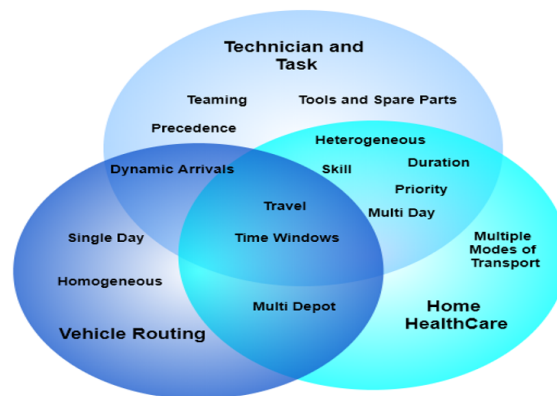 Technician and
Task
Teaming
Tools and Spare Parts
Precedence
Heterogeneous
Dynamic Arrivals
Skill
Duration
Priority
Travel
Multi Day
Single Day
Time Windows
Multiple
Modes of
Transport
Homogeneous
Multi Depot
Home
HealthCare
Vehicle Routing